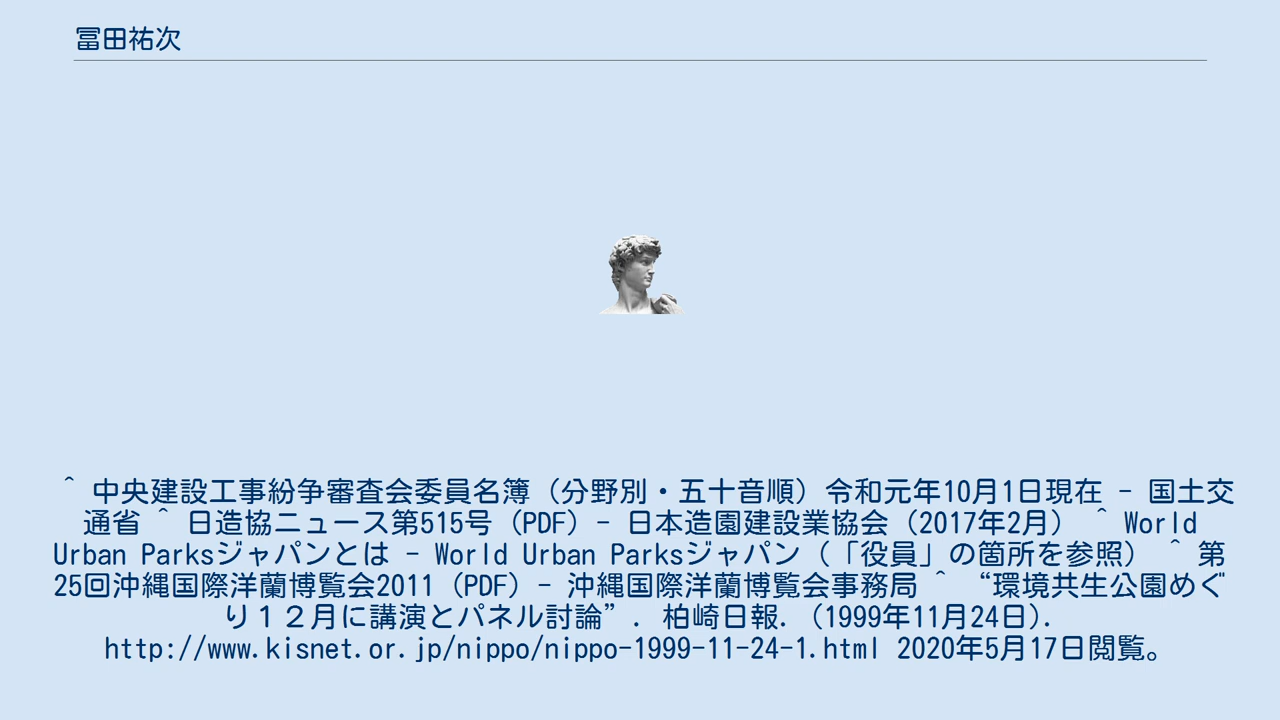 冨田祐次
^ 中央建設工事紛争審査会委員名簿（分野別・五十音順）令和元年10月1日現在 - 国土交
通省 ^ 日造協ニュース第515号（PDF）- 日本造園建設業協会（2017年2月） ^ World
Urban Parksジャパンとは - World Urban Parksジャパン（「役員」の箇所を参照） ^ 第
25回沖縄国際洋蘭博覧会2011（PDF）- 沖縄国際洋蘭博覧会事務局 ^ “環境共生公園めぐ
り１２月に講演とパネル討論”. 柏崎日報. (1999年11月24日).
http://www.kisnet.or.jp/nippo/nippo-1999-11-24-1.html 2020年5月17日閲覧。